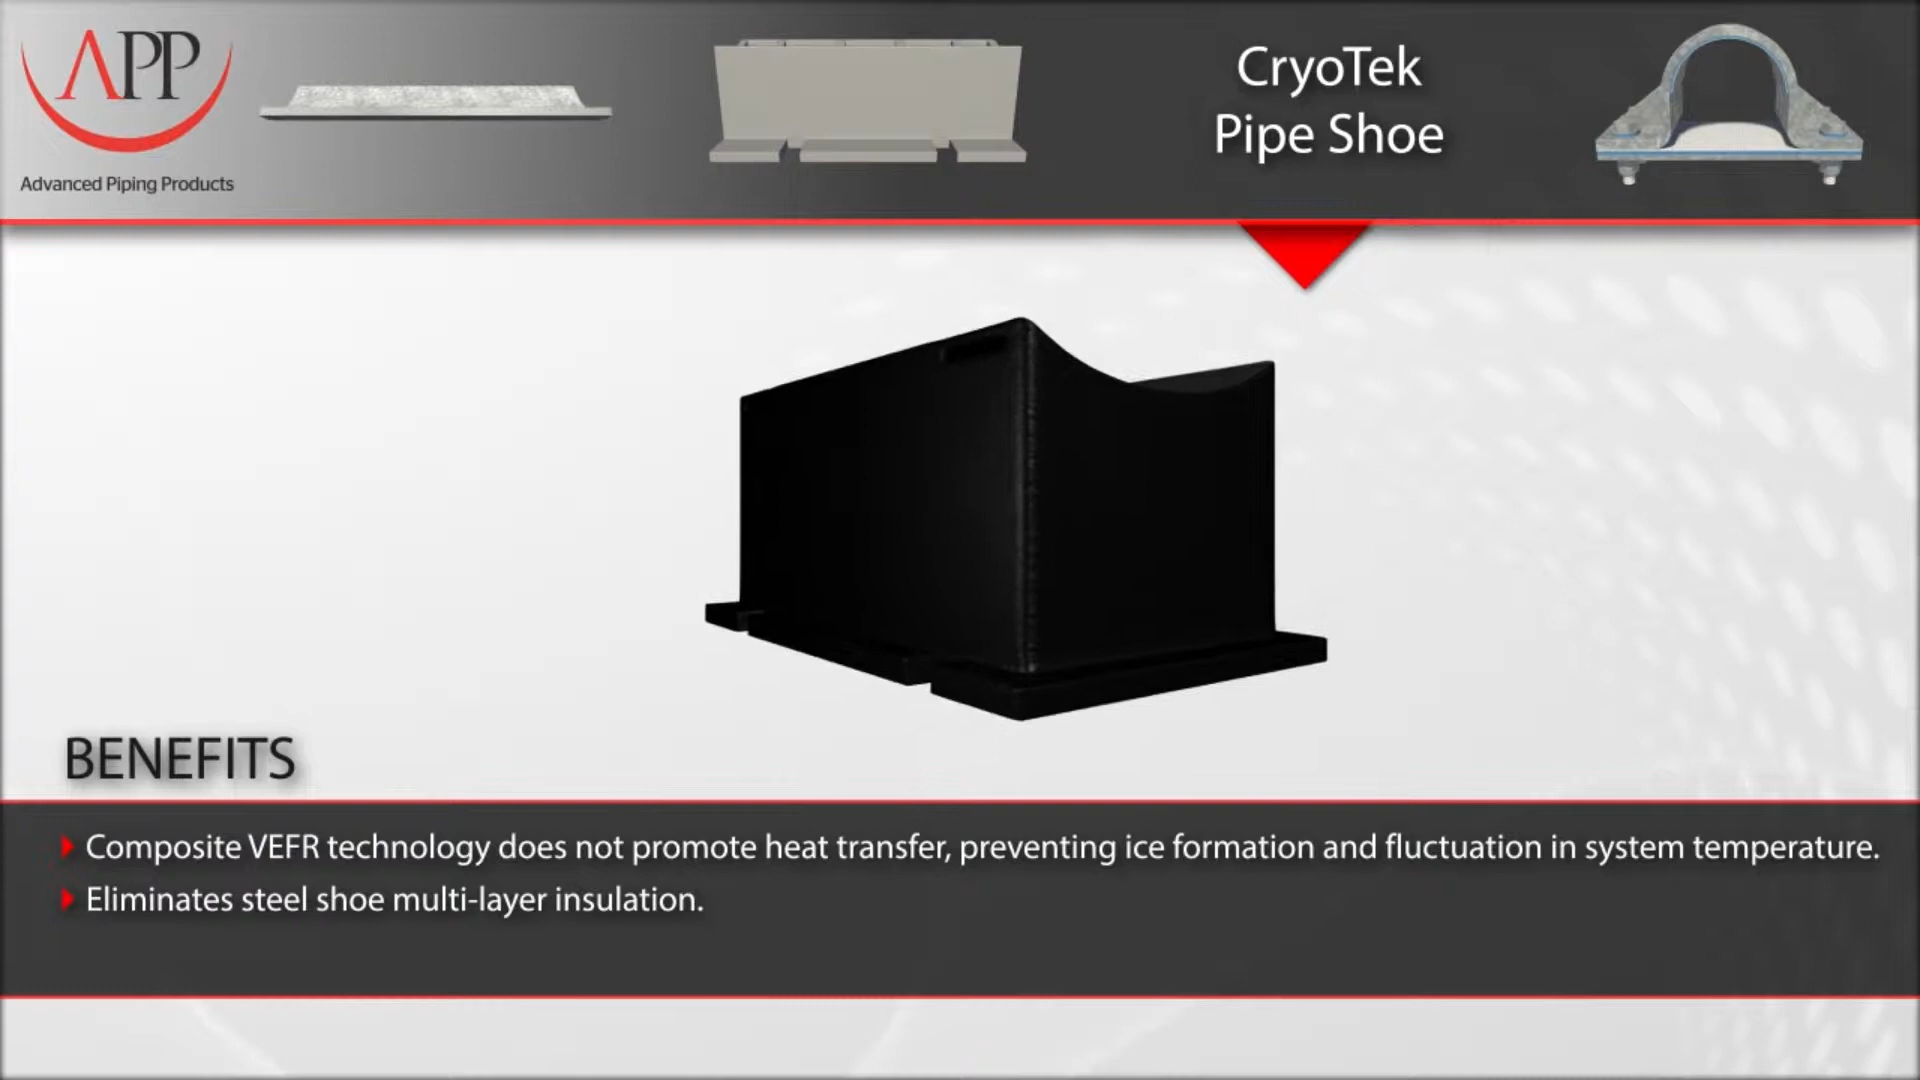 APP
Advanced Piping Products
CryoTek
Pipe Shoe
BENEFITS
Composite VEFR technology does not promote heat transfer, preventing ice formation and fluctuation in system temperature.
Eliminates steel shoe multi-layer insulation.